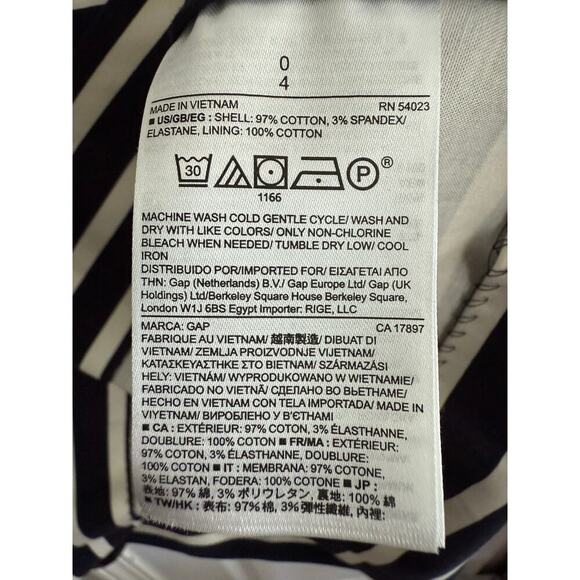 0
4
MADE IN VIETNAM RN 54023
■ US/GB/EG : SHELL: 97% COTTON, 3% SPANDEX/
ELASTANE, LINING: 100% COTTON
30 P ®
1166
MACHINE WASH COLD GENTLE CYCLE/ WASH AND
DRY WITH LIKE COLORS/ ONLY NON-CHLORINE
BLEACH WHEN NEEDED/ TUMBLE DRY LOW/ COOL
IRON
DISTRIBUIDO POR/IMPORTED FOR/ ΕΙΣΑΓΕΤΑΙ ΑΠΟ
ΤΗΝ: Gap (Netherlands) B.V./ Gap Europe Ltd/ Gap (UK
Holdings) Ltd/Berkeley Square House Berkeley Square,
London W1J 6BS Egypt Importer: RIGE, LLC
MARCA: GAP CA 17897
FABRIQUE AU VIETNAM/ 越南製造/ DIBUAT DI
VIETNAM/ ZEMLJA PROIZVODNJE VIJETNAM/
ΚΑΤΑΣΚΕΥΑΣΤΗΚΕ ΣΤΟ ΒΙΕΤΝΑΜ/ SZÁRMAZÁSI
HELY: VIETNÁM/ WYPRODUKOWANO W WIETNAMIE/
FABRICADO NO VIETNÃ/ СДЕЛАНО ВО ВЬЕТНАМЕ/
HECHO EN VIETNAM CON TELA IMPORTADA/ MADE IN
VIYETNAM/ ВИРОБЛЕНО У В'ЄТНАМІ
■ CA : EXTÉRIEUR: 97% COTON, 3% ÉLASTHANNE,
DOUBLURE: 100% COTON ■ FR/MA : EXTÉRIEUR:
97% COTON, 3% ÉLASTHANNE, DOUBLURE:
100% COTON ■ IT : MEMBRANA: 97% COTONE,
3% ELASTAN, FODERA: 100% COTONE ■ JP :
表地: 97% 綿, 3% ポリウレタン, 裏地: 100% 綿
■ TW/HK : 表布: 97% 棉, 3% 彈性纖維, 內裡: